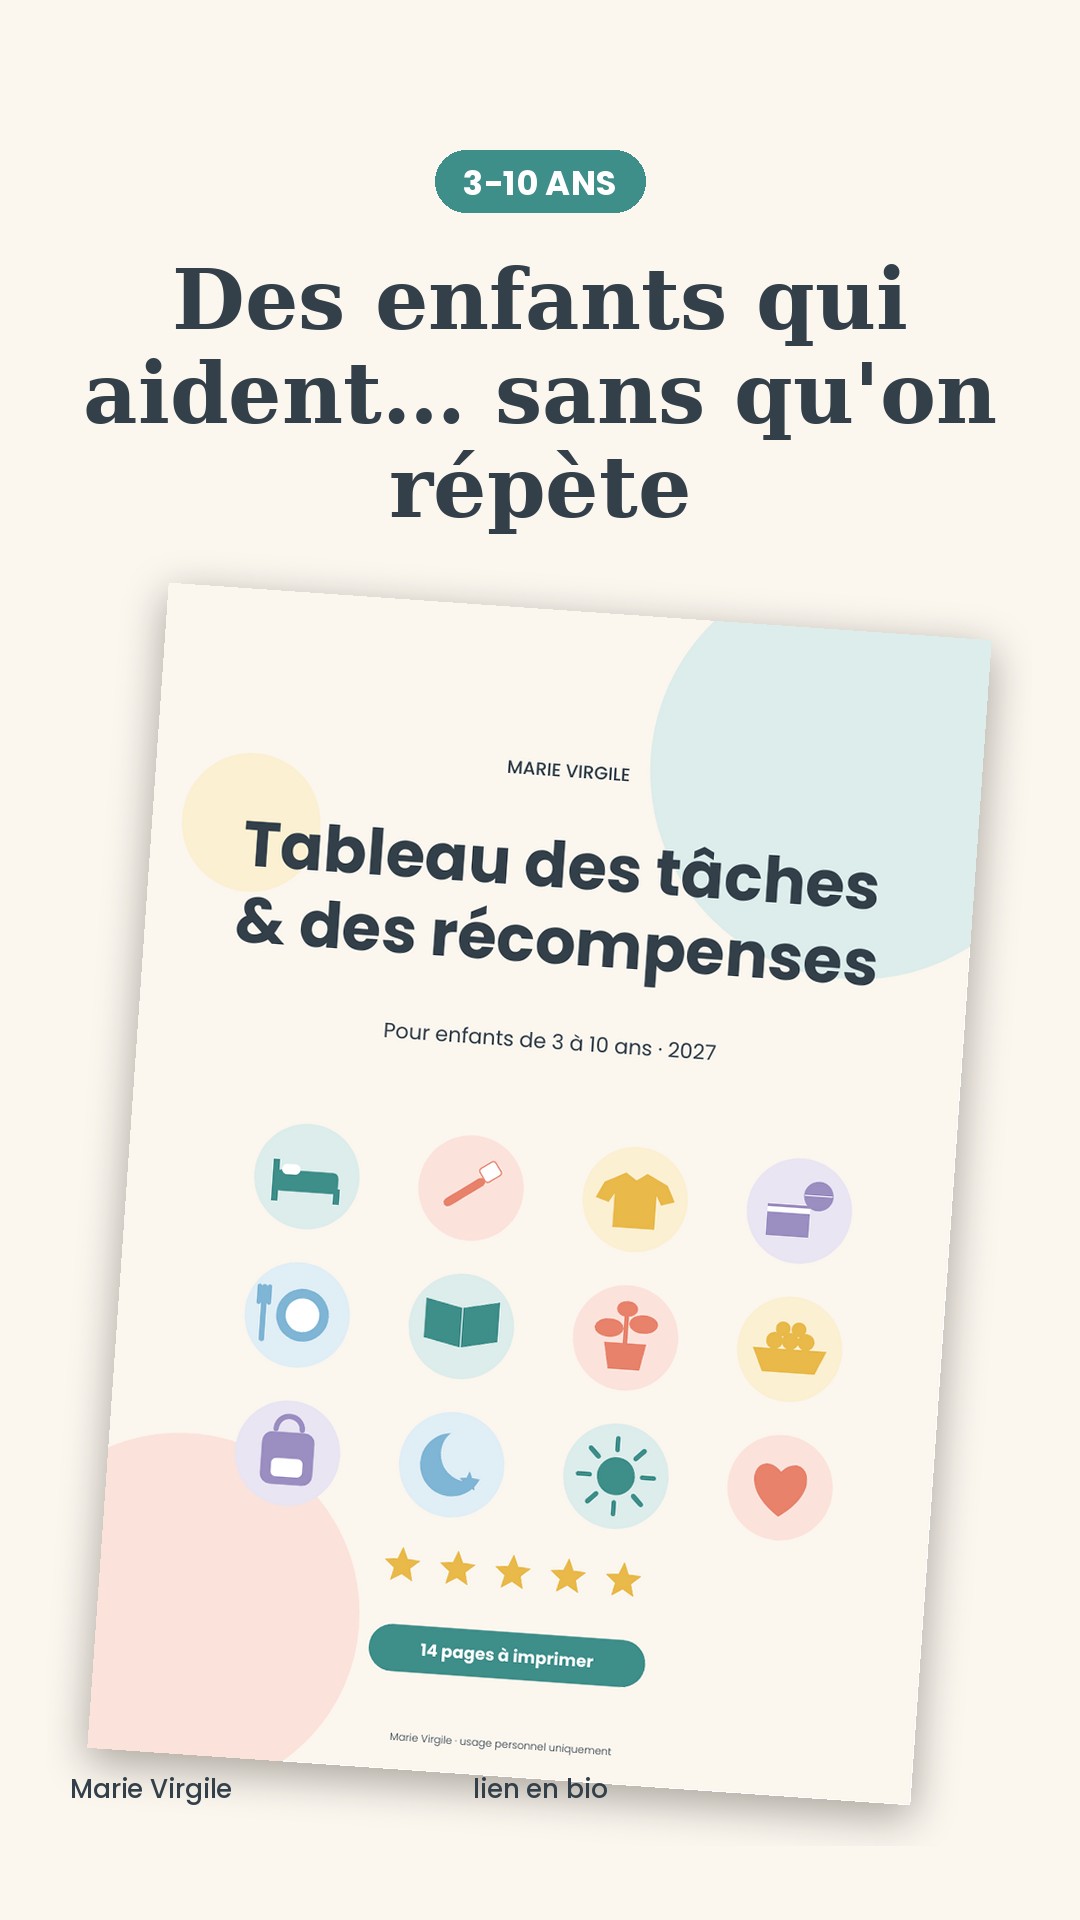 3-10 ANS
Des enfants qui
aident... sans qu'on
répète
MARIE VIRGILE
Tableau des tâches
& des récompenses
Pour enfants de 3 à 10 ans · 2027
14 pages à imprimer
Marie Virgile · usage personnel uniquement
Marie Virgile
lien en bio